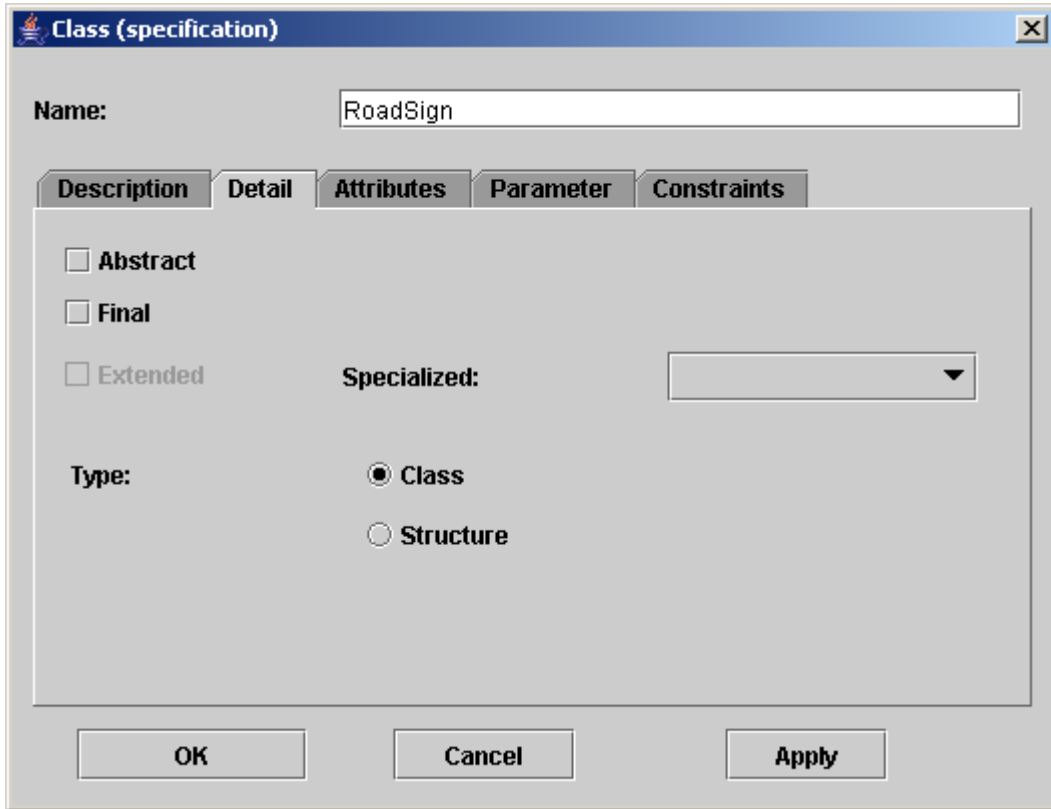 Class (specification)
Name: RoadSign
Description Detail Attributes Parameter Constraints
Abstract
Final
Extended Specialized:
Type: Class
Structure
OK Cancel Apply